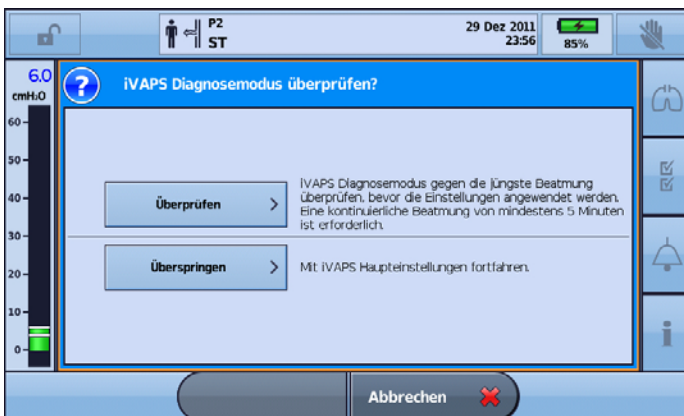 P2
ST
29 Dez 2011
23:56
85%
6.0
cmH₂O
60
50
40
30
20
10
0
iVAPS Diagnosemodus überprüfen?
Überprüfen
iVAPS Diagnosemodus gegen die jüngste Beatmung
überprüfen, bevor die Einstellungen angewendet werden.
Eine kontinuierliche Beatmung von mindestens 5 Minuten
ist erforderlich.
Überspringen
Mit iVAPS Haupteinstellungen fortfahren.
Abbrechen